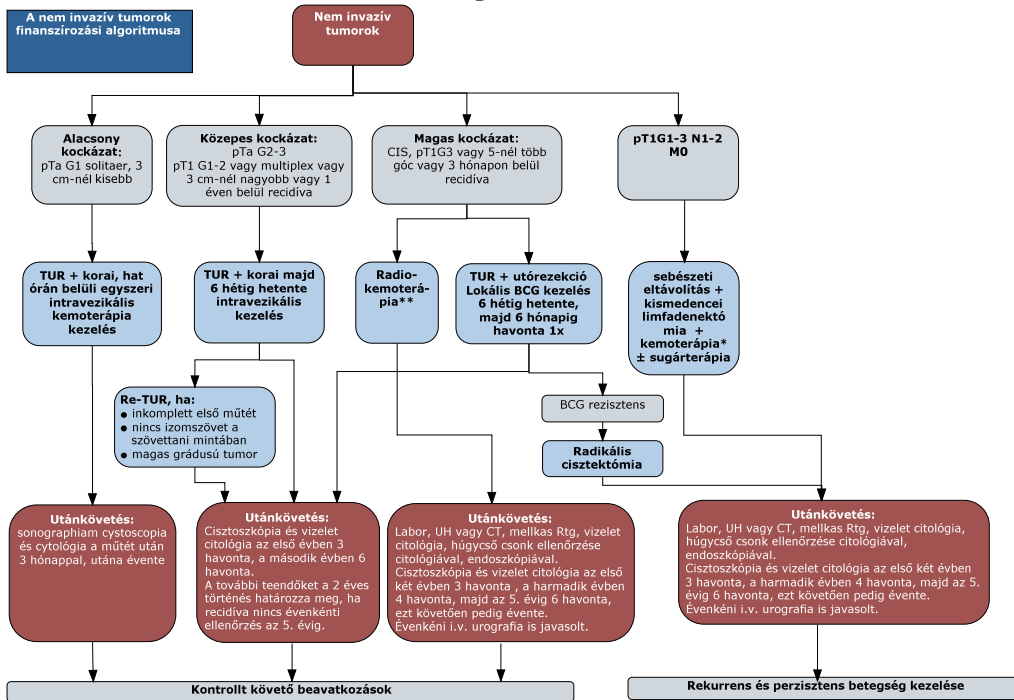 A nem invazív tumorok
finanszírozási algoritmusa
Nem invazív
tumorok
Alacsony
kockázat:
pTa G1 solitaer, 3
cm-nél kisebb
Közepes kockázat:
pTa G2-3
pT1 G1-2 vagy multiplex vagy
3 cm-nél nagyobb vagy 1
éven belül recidíva
Magas kockázat:
CIS, pT1G3 vagy 5-nél több
góc vagy 3 hónapon belül
recidíva
pT1G1-3 N1-2
M0
TUR + korai, hat
órán belüli egyszeri
intravezikális
kemoterápia
kezelés
TUR + korai majd
6 hétig hetente
intravezikális
kezelés
Radio-
kemoterá-
pia**
TUR + utórezekció
Lokális BCG kezelés
6 hétig hetente,
majd 6 hónapig
havonta 1x
sebészeti
eltávolítás +
kismedencei
limfadenektó
mia +
kemoterápia*
± sugárterápia
Re-TUR, ha:
● inkomplett első műtét
● nincs izomszövet a
szövettani mintában
● magas grádusú tumor
BCG rezisztens
Radikális
cisztektómia
Utánkövetés:
sonographiam cystoscopia
és cytológia a műtét után
3 hónappal, utána évente
Utánkövetés:
Cisztoszkópia és vizelet
citológia az első évben 3
havonta, a második évben 6
havonta.
A további teendőket a 2 éves
történés határozza meg, ha
recidíva nincs évenkénti
ellenőrzés az 5. évig.
Utánkövetés:
Labor, UH vagy CT, mellkas Rtg, vizelet
citológia, húgycső csonk ellenőrzése
citológiával, endoszkópiával.
Cisztoszkópia és vizelet citológia az első
két évben 3 havonta , a harmadik évben
4 havonta, majd az 5. évig 6 havonta,
ezt követően pedig évente.
Évenkéni i.v. urografia is javasolt.
Utánkövetés:
Labor, UH vagy CT, mellkas Rtg, vizelet citológia,
húgycső csonk ellenőrzése citológiával,
endoszkópiával.
Cisztoszkópia és vizelet citológia az első két évben
3 havonta, a harmadik évben 4 havonta, majd az 5.
évig 6 havonta, ezt követően pedig évente.
Évenkéni i.v. urografia is javasolt.
Kontrollt követő beavatkozások
Rekurrens és perzisztens betegség kezelése